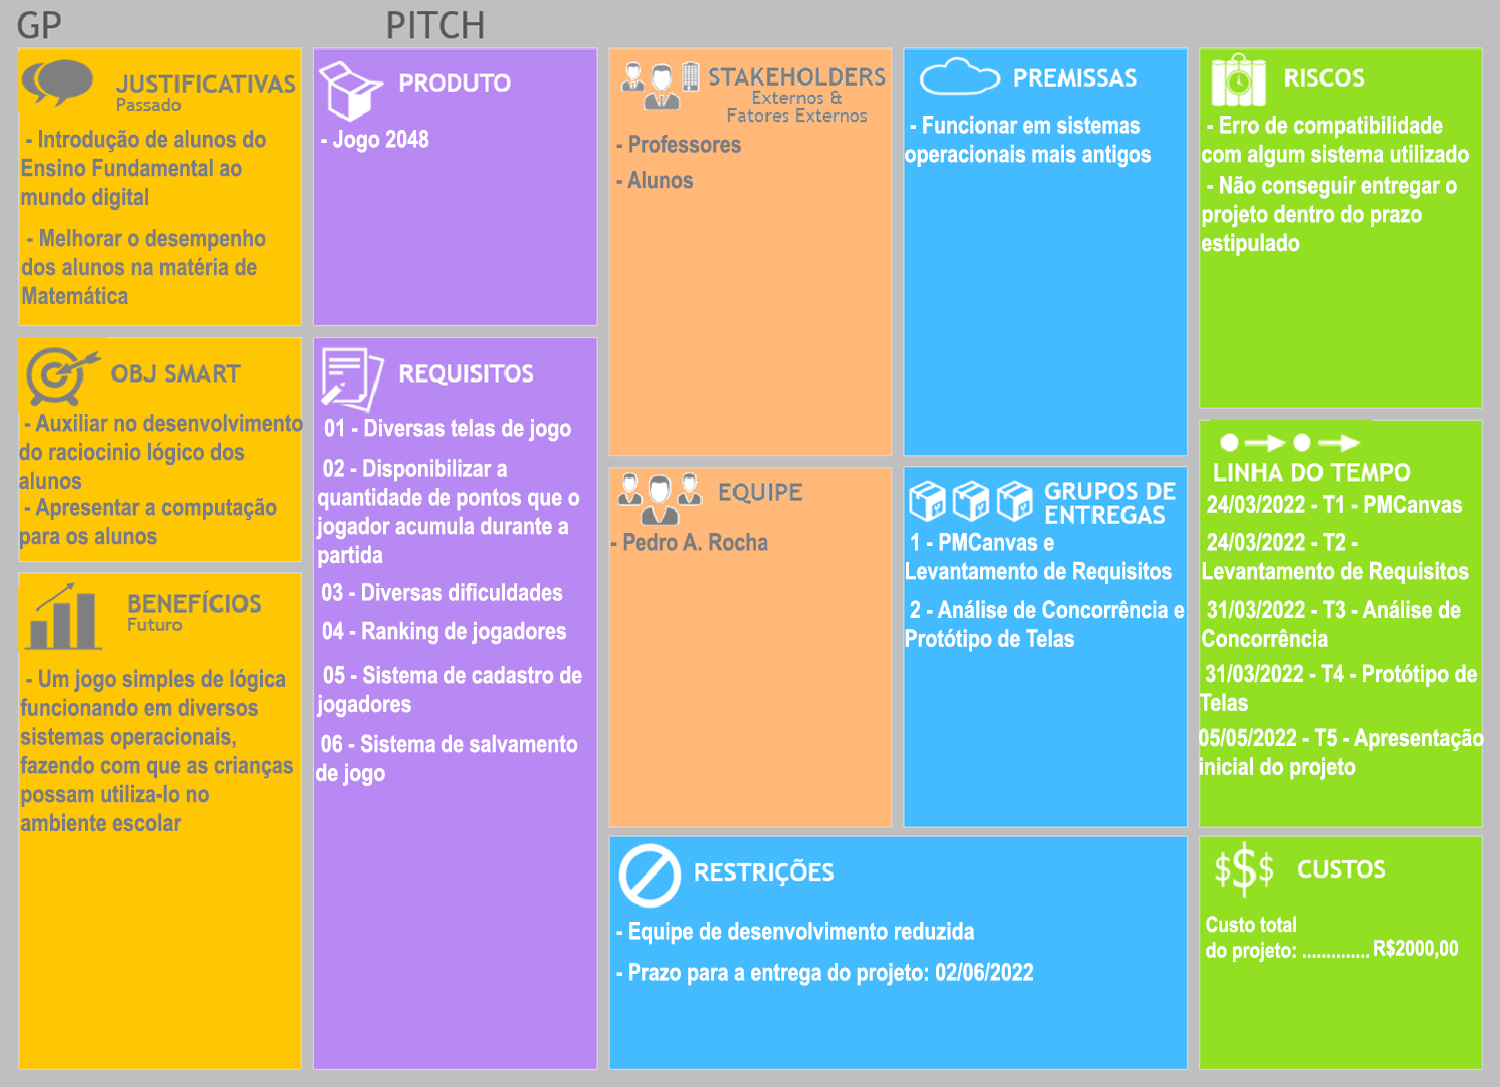 GP
PITCH
JUSTIFICATIVAS
Passado
- Introdução de alunos do
Ensino Fundamental ao
mundo digital
- Melhorar o desempenho
dos alunos na matéria de
Matemática
OBJ SMART
- Auxiliar no desenvolvimento
do raciocinio lógico dos
alunos
- Apresentar a computação
para os alunos
BENEFÍCIOS
Futuro
- Um jogo simples de lógica
funcionando em diversos
sistemas operacionais,
fazendo com que as crianças
possam utiliza-lo no
ambiente escolar
PRODUTO
- Jogo 2048
REQUISITOS
01 - Diversas telas de jogo
02 - Disponibilizar a
quantidade de pontos que o
jogador acumula durante a
partida
03 - Diversas dificuldades
04 - Ranking de jogadores
05 - Sistema de cadastro de
jogadores
06 - Sistema de salvamento
de jogo
STAKEHOLDERS
Externos &
Fatores Externos
- Professores
- Alunos
EQUIPE
- Pedro A. Rocha
PREMISSAS
- Funcionar em sistemas
operacionais mais antigos
GRUPOS DE
ENTREGAS
1 - PMCanvas e
Levantamento de Requisitos
2 - Análise de Concorrência e
Protótipo de Telas
RESTRIÇÕES
- Equipe de desenvolvimento reduzida
- Prazo para a entrega do projeto: 02/06/2022
RISCOS
- Erro de compatibilidade
com algum sistema utilizado
- Não conseguir entregar o
projeto dentro do prazo
estipulado
LINHA DO TEMPO
24/03/2022 - T1 - PMCanvas
24/03/2022 - T2 -
Levantamento de Requisitos
31/03/2022 - T3 - Análise de
Concorrência
31/03/2022 - T4 - Protótipo de
Telas
05/05/2022 - T5 - Apresentação
inicial do projeto
$$$ CUSTOS
Custo total
do projeto: .............. R$2000,00